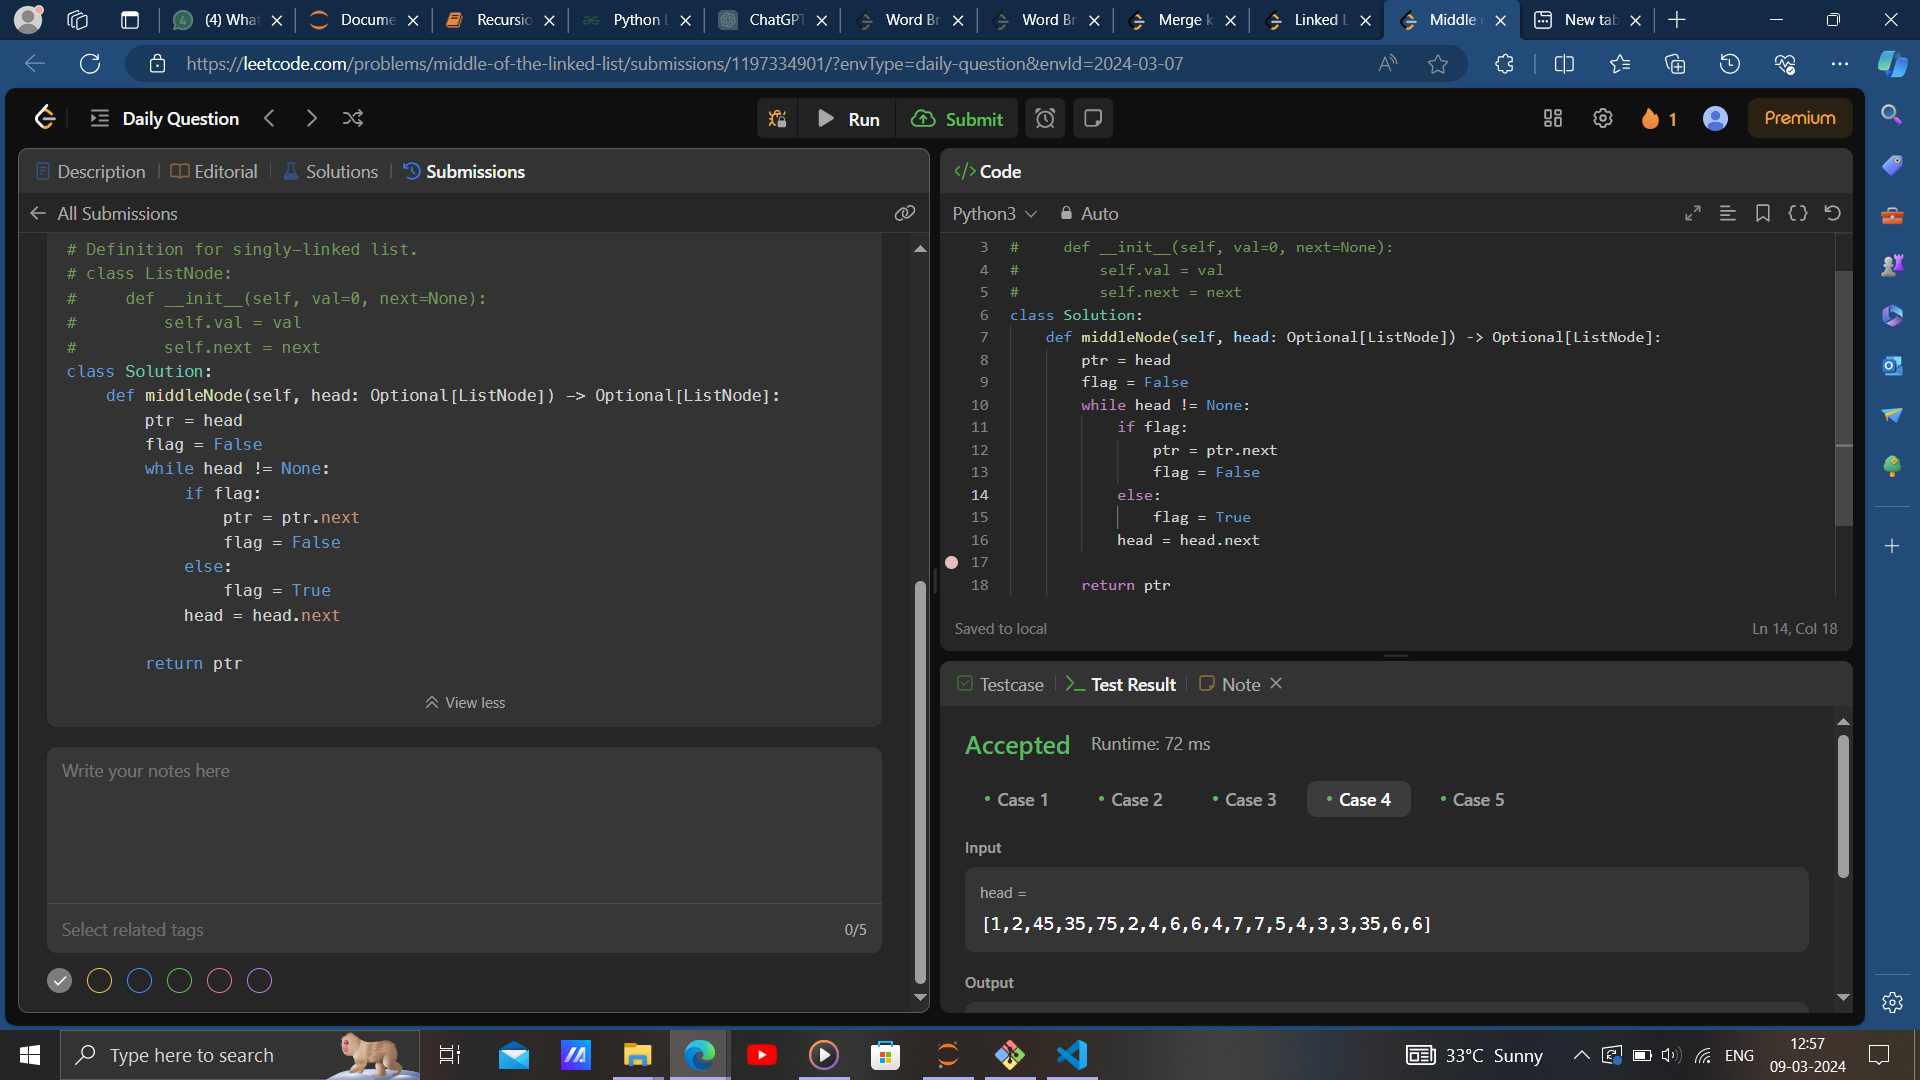 (4) What
Docume
Recursio
Python
ChatGPT
Word Br
Word Br
Merge k
Linked L
Middle
New tab
https://leetcode.com/problems/middle-of-the-linked-list/submissions/1197334901/?envType=daily-question&envId=2024-03-07
Daily Question
Run
Submit
1
Premium
Description
Editorial
Solutions
Submissions
All Submissions
# Definition for singly-linked list.
# class ListNode:
#     def __init__(self, val=0, next=None):
#         self.val = val
#         self.next = next
class Solution:
    def middleNode(self, head: Optional[ListNode]) -> Optional[ListNode]:
        ptr = head
        flag = False
        while head != None:
            if flag:
                ptr = ptr.next
                flag = False
            else:
                flag = True
            head = head.next
        return ptr
View less
Write your notes here
Select related tags
0/5
Code
Python3
Auto
3 #     def __init__(self, val=0, next=None):
4 #         self.val = val
5 #         self.next = next
6 class Solution:
7     def middleNode(self, head: Optional[ListNode]) -> Optional[ListNode]:
8         ptr = head
9         flag = False
10         while head != None:
11             if flag:
12                 ptr = ptr.next
13                 flag = False
14             else:
15                 flag = True
16             head = head.next
17
18         return ptr
Saved to local
Ln 14, Col 18
Testcase
Test Result
Note
Accepted
Runtime: 72 ms
Case 1
Case 2
Case 3
Case 4
Case 5
Input
head =
[1,2,45,35,75,2,4,6,6,4,7,7,5,4,3,3,35,6,6]
Output
Type here to search
33°C Sunny
ENG
12:57
09-03-2024